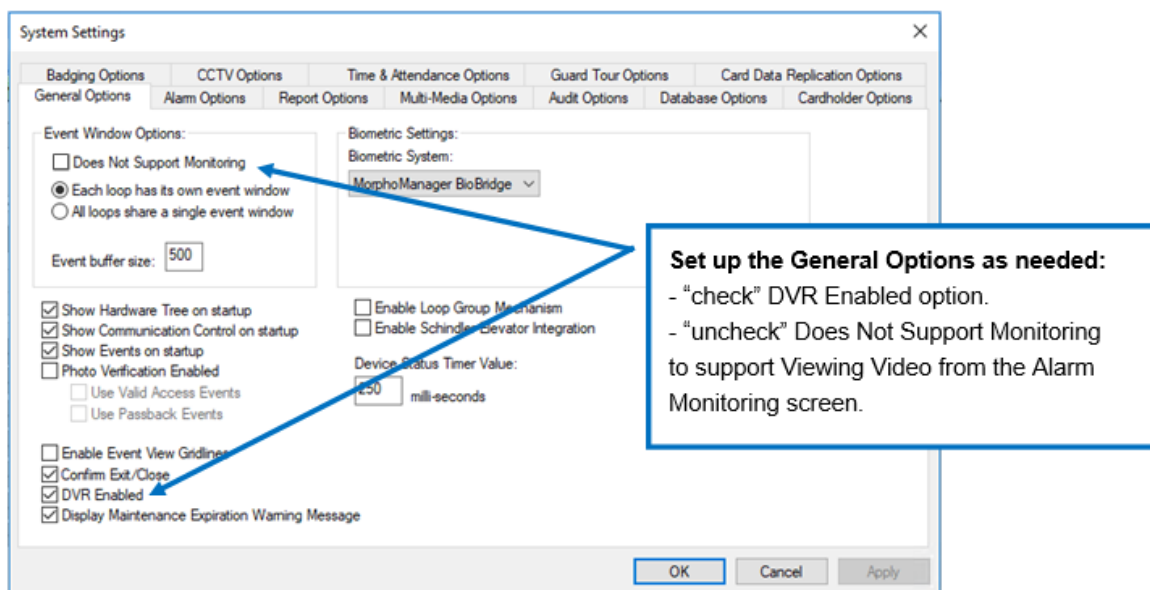 System Settings
Badging Options
CCTV Options
Time & Attendance Options
Guard Tour Options
Card Data Replication Options
General Options
Alarm Options
Report Options
Multi-Media Options
Audit Options
Database Options
Cardholder Options
Event Window Options:
Does Not Support Monitoring
Each loop has its own event window
All loops share a single event window
Event buffer size: 500
Biometric Settings:
Biometric System:
MorphoManager BioBridge
Show Hardware Tree on startup
Show Communication Control on startup
Show Events on startup
Photo Verification Enabled
Use Valid Access Events
Use Passback Events
Enable Event View Gridlines
Confirm Exit/Close
DVR Enabled
Display Maintenance Expiration Warning Message
Enable Loop Group Mechanism
Enable Schindler Elevator Integration
Device Status Timer Value:
250 milli-seconds
Set up the General Options as needed:
- “check” DVR Enabled option.
- “uncheck” Does Not Support Monitoring
to support Viewing Video from the Alarm
Monitoring screen.
OK
Cancel
Apply